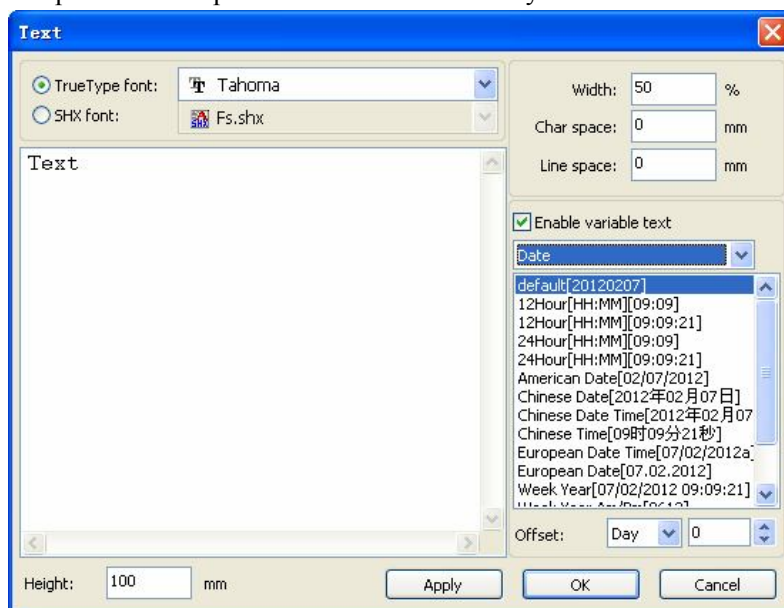 Text
TrueType font: Tahoma
SHX font: Fs.shx
Width: 50 %
Char space: 0 mm
Line space: 0 mm
Text
Enable variable text
Date
default[20120207]
12Hour[HH:MM][09:09]
12Hour[HH:MM][09:09:21]
24Hour[HH:MM][09:09]
24Hour[HH:MM][09:09:21]
American Date[02/07/2012]
Chinese Date[2012年02月07日]
Chinese Date Time[2012年02月07
Chinese Time[09时09分21秒]
European Date Time[07/02/2012a]
European Date[07.02.2012]
Week Year[07/02/2012 09:09:21]
Offset: Day 0
Height: 100 mm
Apply
OK
Cancel